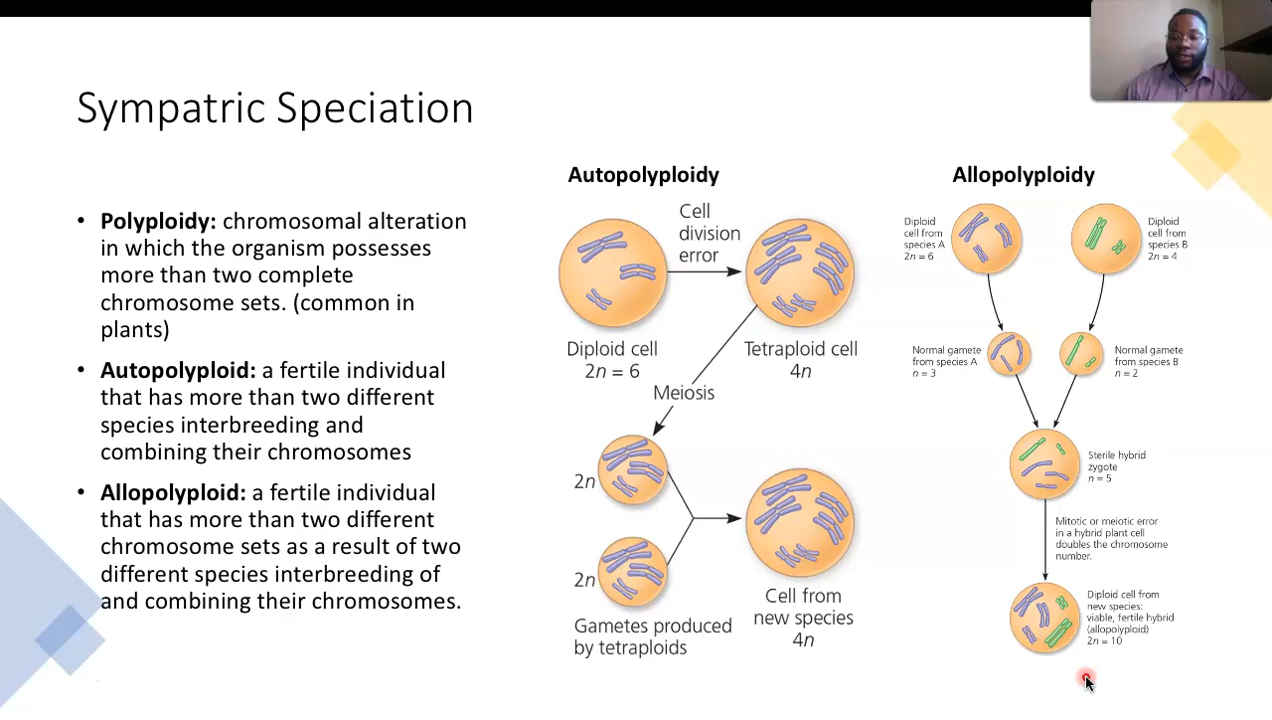 Sympatric Speciation
• Polyploidy: chromosomal alteration
in which the organism possesses
more than two complete
chromosome sets. (common in
plants)
• Autopolyploid: a fertile individual
that has more than two different
species interbreeding and
combining their chromosomes
• Allopolyploid: a fertile individual
that has more than two different
chromosome sets as a result of two
different species interbreeding of
and combining their chromosomes.
Autopolyploidy
Cell
division
error
Diploid cell
2n = 6
Tetraploid cell
4n
Meiosis
2n
2n
Gametes produced
by tetraploids
Cell from
new species
4n
Allopolyploidy
Diploid
cell from
species A
2n = 6
Diploid
cell from
species B
2n = 4
Normal gamete
from species A
n = 3
Normal gamete
from species B
n = 2
Sterile hybrid
zygote
n = 5
Mitotic or meiotic error
in a hybrid plant cell
doubles the chromosome
number.
Diploid cell from
new species:
viable, fertile hybrid
(allopolyploid)
2n = 10